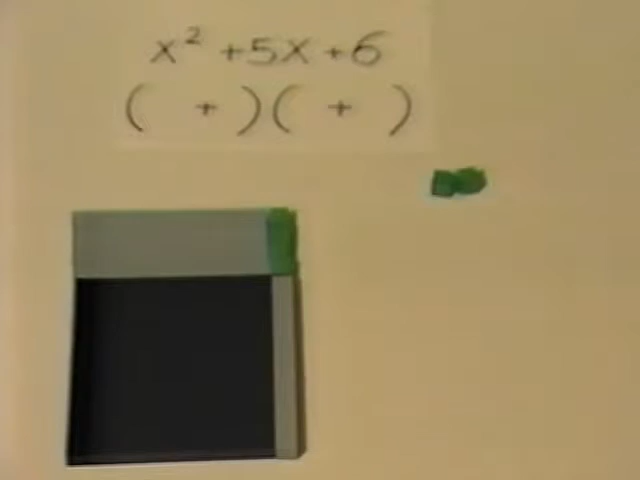 x² +5x +6
(   +   )(   +   )